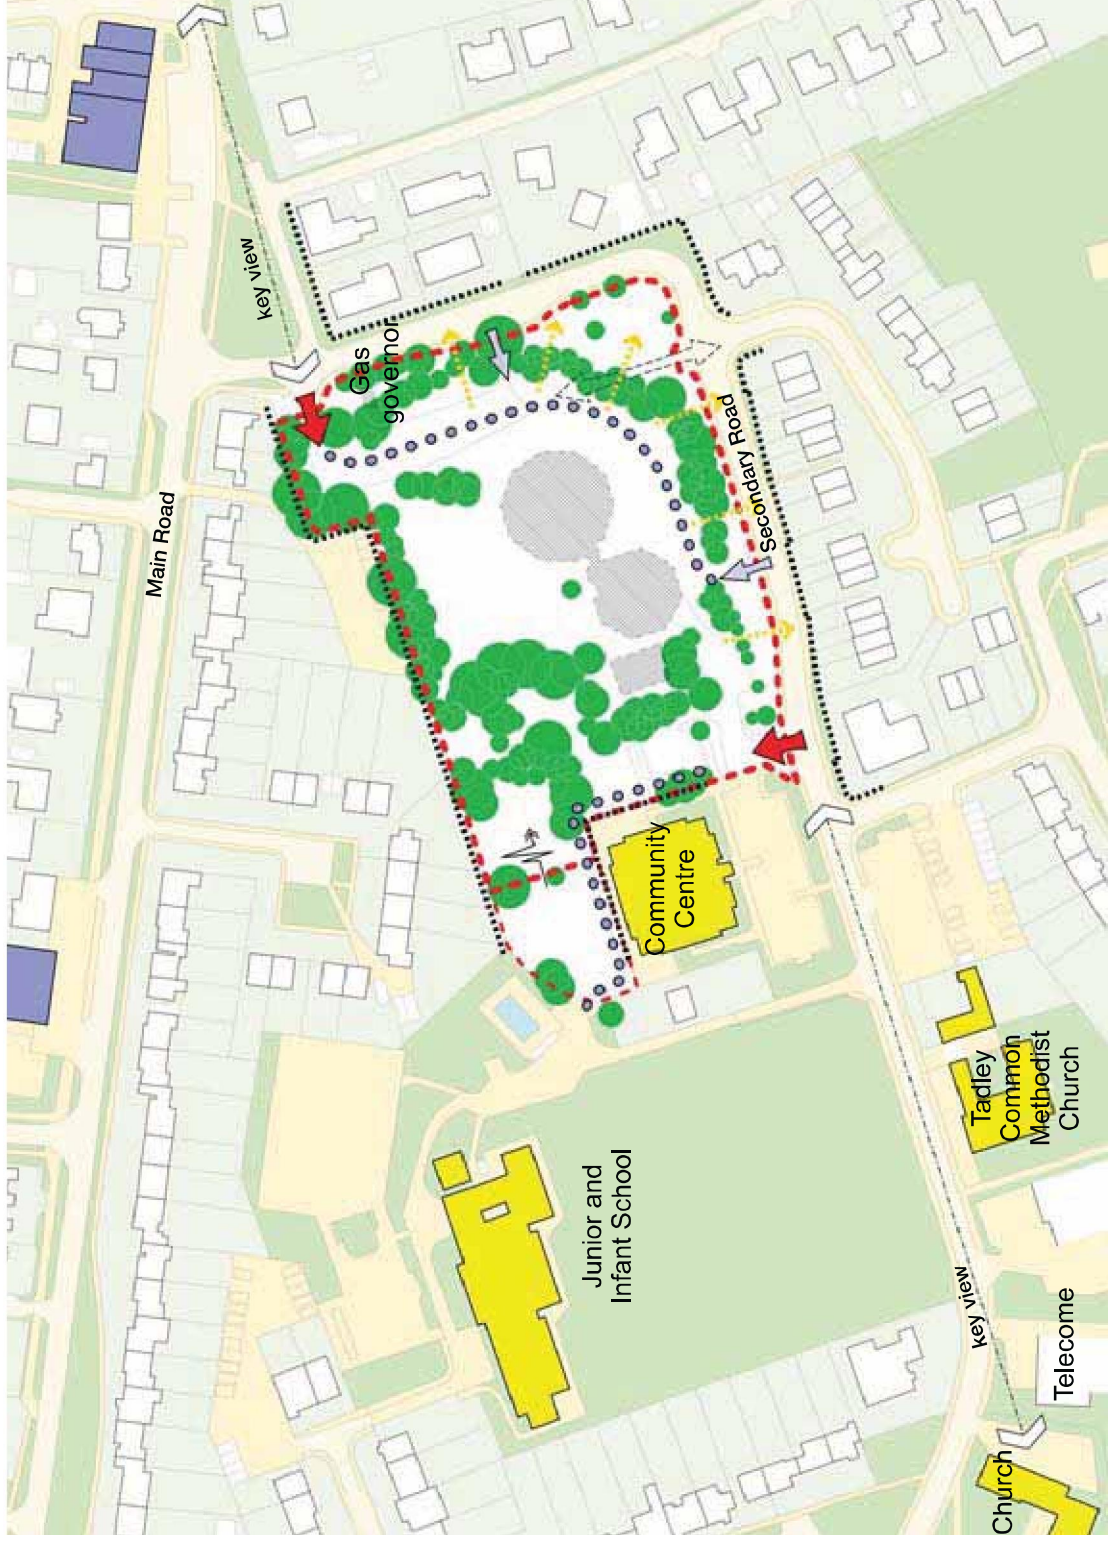 key view
Gas
governor
Main Road
Secondary Road
Community
Centre
Tadley
Common
Methodist
Church
Junior and
Infant School
key view
Telecome
Church